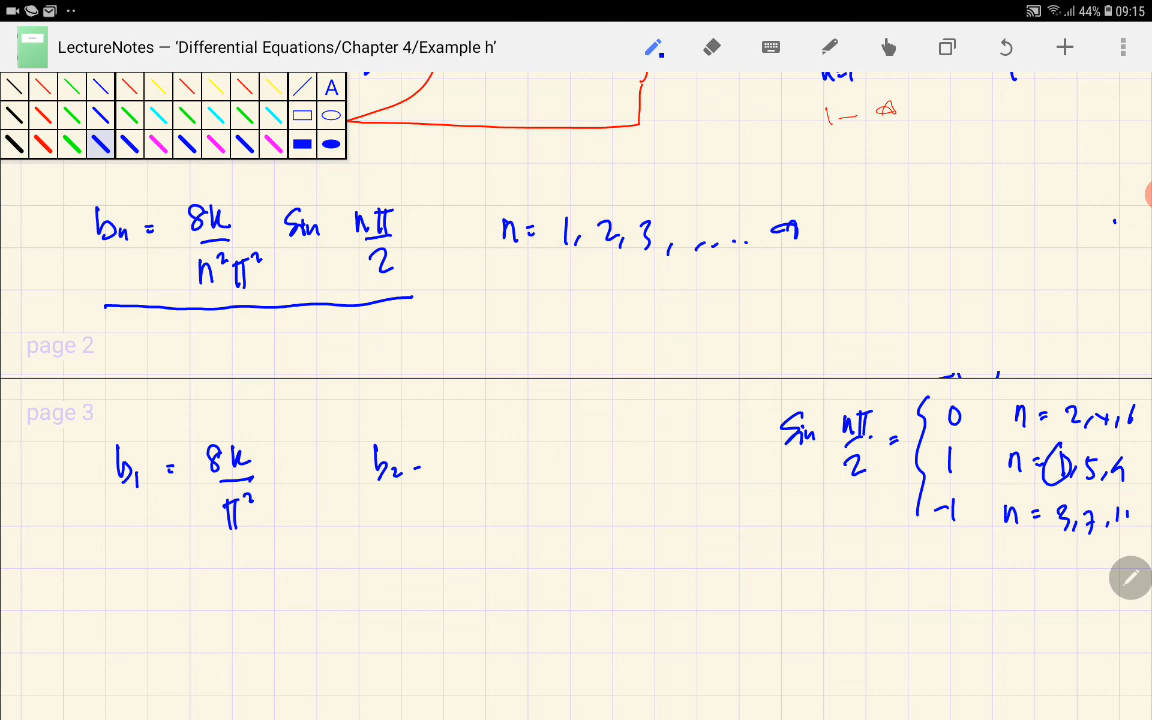 44% 09:15
LectureNotes — ‘Differential Equations/Chapter 4/Example h’
A
n=1
1 - ∞
bn = 8k/n²π² sin nπ/2 n = 1, 2, 3, ..... ∞
page 2
page 3
sin nπ/2 = { 0 n = 2,4,6
1 n = 1,5,9
-1 n = 3,7,11
b1 = 8k/π² b2 =